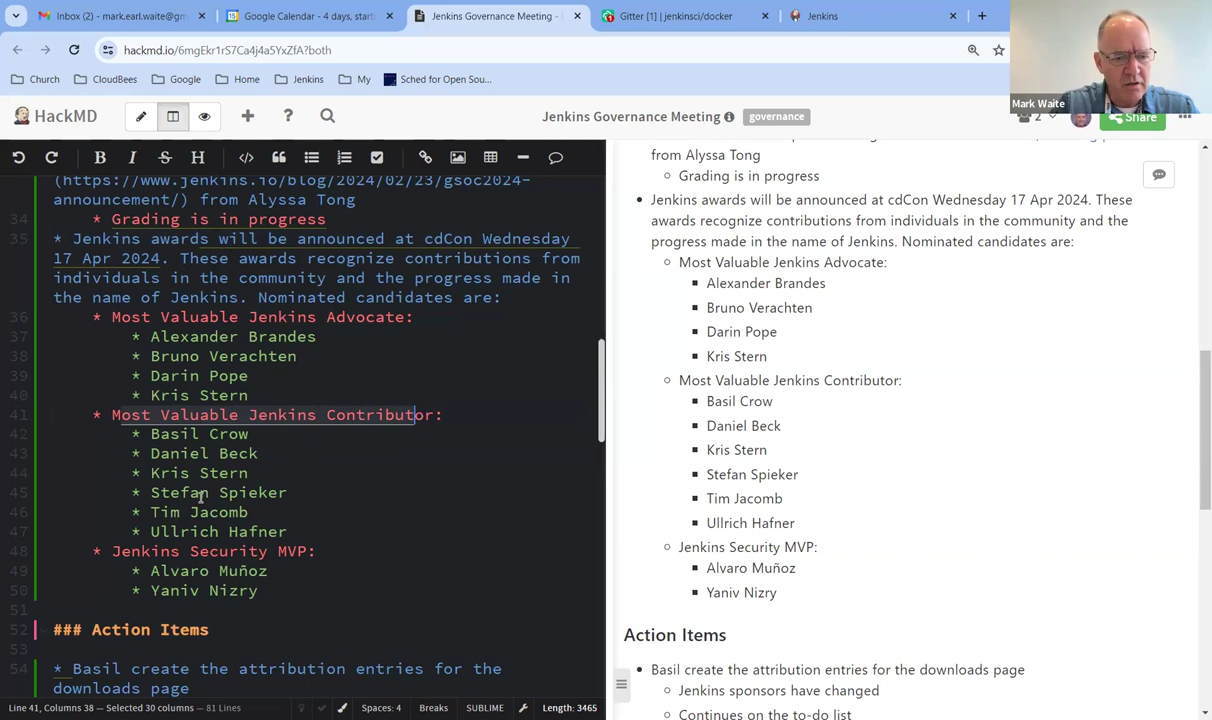 Inbox (2) - mark.earl.waite@gm
Google Calendar - 4 days, start
Jenkins Governance Meeting -
Gitter [1] | jenkinsci/docker
Jenkins
hackmd.io/6mgEkr1rS7Ca4j4a5YxZfA?both
Church
CloudBees
Google
Home
Jenkins
My
Sched for Open Sou...
Mark Waite
HackMD
Jenkins Governance Meeting
governance
2
Share
(https://www.jenkins.io/blog/2024/02/23/gsoc2024-
announcement/) from Alyssa Tong
34 * Grading is in progress
35 * Jenkins awards will be announced at cdCon Wednesday
17 Apr 2024. These awards recognize contributions from
individuals in the community and the progress made in
the name of Jenkins. Nominated candidates are:
36 * Most Valuable Jenkins Advocate:
37 * Alexander Brandes
38 * Bruno Verachten
39 * Darin Pope
40 * Kris Stern
41 * Most Valuable Jenkins Contributor:
42 * Basil Crow
43 * Daniel Beck
44 * Kris Stern
45 * Stefan Spieker
46 * Tim Jacomb
47 * Ullrich Hafner
48 * Jenkins Security MVP:
49 * Alvaro Muñoz
50 * Yaniv Nizry
51
52 ### Action Items
53
54 * Basil create the attribution entries for the
downloads page
Line 41, Columns 38 — Selected 30 columns — 81 Lines
Spaces: 4
Breaks
SUBLIME
Length: 3465
from Alyssa Tong
Grading is in progress
Jenkins awards will be announced at cdCon Wednesday 17 Apr 2024. These
awards recognize contributions from individuals in the community and the
progress made in the name of Jenkins. Nominated candidates are:
Most Valuable Jenkins Advocate:
Alexander Brandes
Bruno Verachten
Darin Pope
Kris Stern
Most Valuable Jenkins Contributor:
Basil Crow
Daniel Beck
Kris Stern
Stefan Spieker
Tim Jacomb
Ullrich Hafner
Jenkins Security MVP:
Alvaro Muñoz
Yaniv Nizry
Action Items
Basil create the attribution entries for the downloads page
Jenkins sponsors have changed
Continues on the to-do list